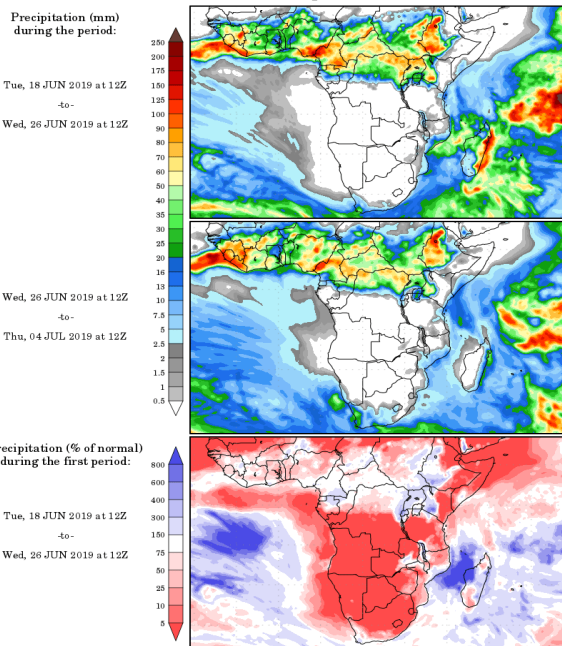 Precipitation (mm)
during the period:
250
200
175
150
125
100
90
80
70
60
50
40
35
30
25
20
16
13
10
7.5
5
2.5
2
1.5
1
0.5
Tue, 18 JUN 2019 at 12Z
-to-
Wed, 26 JUN 2019 at 12Z
Wed, 26 JUN 2019 at 12Z
-to-
Thu, 04 JUL 2019 at 12Z
recipitation (% of normal)
during the first period:
800
600
400
300
150
75
50
25
10
5
Tue, 18 JUN 2019 at 12Z
-to-
Wed, 26 JUN 2019 at 12Z